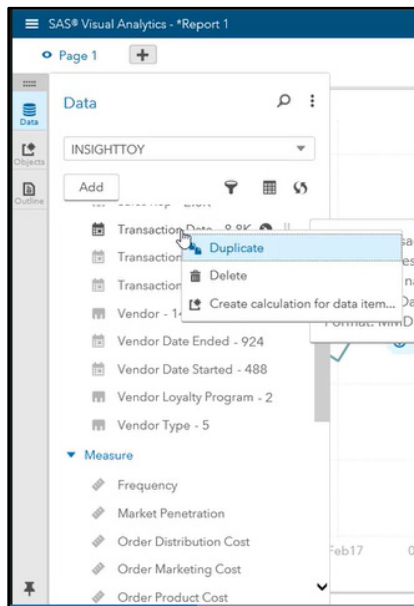 SAS® Visual Analytics - *Report 1
Page 1
Data
Data
INSIGHTTOY
Objects
Add
Outline
Transaction Date - 8.8K
Duplicate
Transaction
Delete
Transaction
Create calculation for data item...
Vendor - 14
Format: MMD
Vendor Date Ended - 924
Vendor Date Started - 488
Vendor Loyalty Program - 2
Vendor Type - 5
Measure
Frequency
Market Penetration
Order Distribution Cost
Feb17
Order Marketing Cost
Order Product Cost